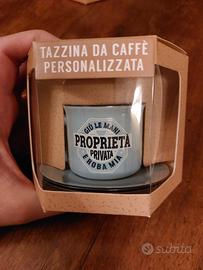 TAZZINA DA CAFFÈ
PERSONALIZZATA
GIÙ LE MANI
PROPRIETÀ
PRIVATA
È ROBA MIA
subito